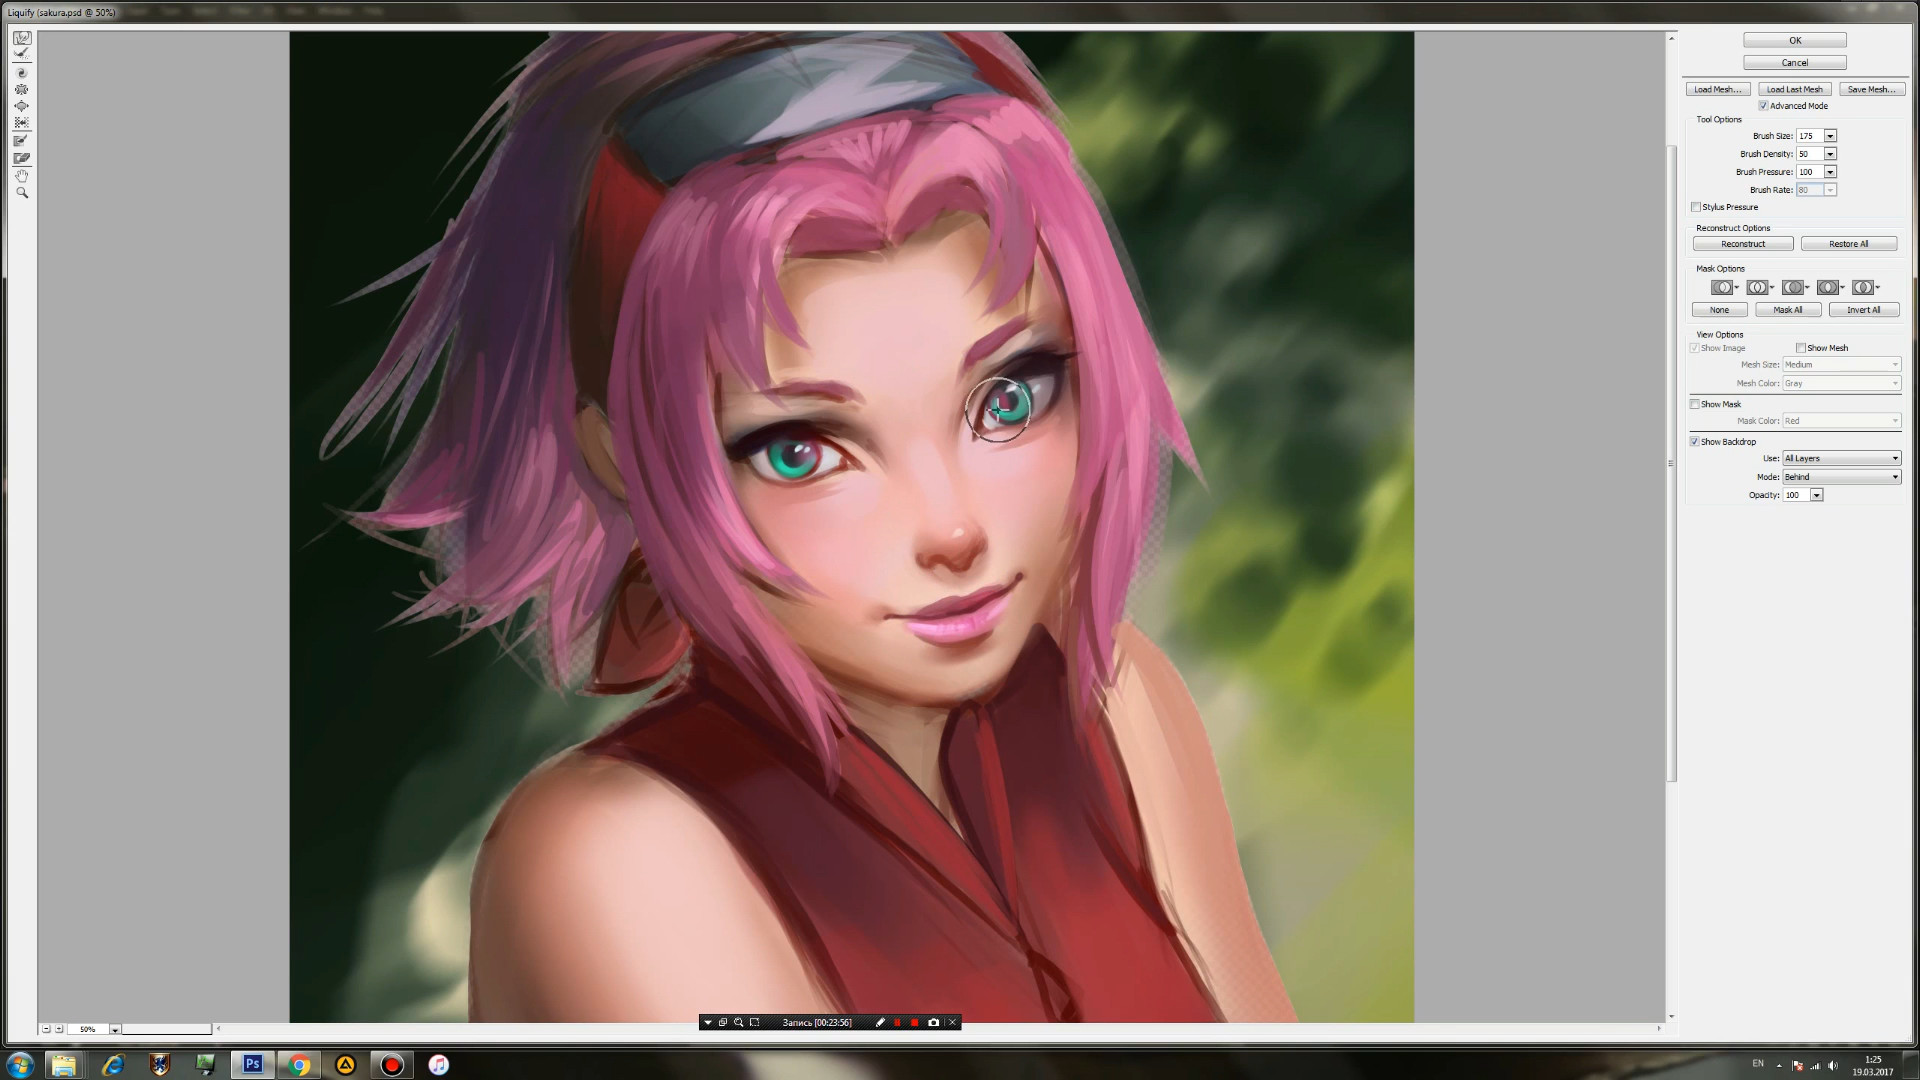 Liquify (sakura.psd @ 50%)
OK
Cancel
Load Mesh...
Load Last Mesh
Save Mesh...
Advanced Mode
Tool Options
Brush Size: 175
Brush Density: 50
Brush Pressure: 100
Brush Rate: 80
Stylus Pressure
Reconstruct Options
Reconstruct
Restore All
Mask Options
None
Mask All
Invert All
View Options
Show Image
Show Mesh
Mesh Size: Medium
Mesh Color: Gray
Show Mask
Mask Color: Red
Show Backdrop
Use: All Layers
Mode: Behind
Opacity: 100
50%
Запись [00:23:56]
Ps
EN
1:25
19.03.2017